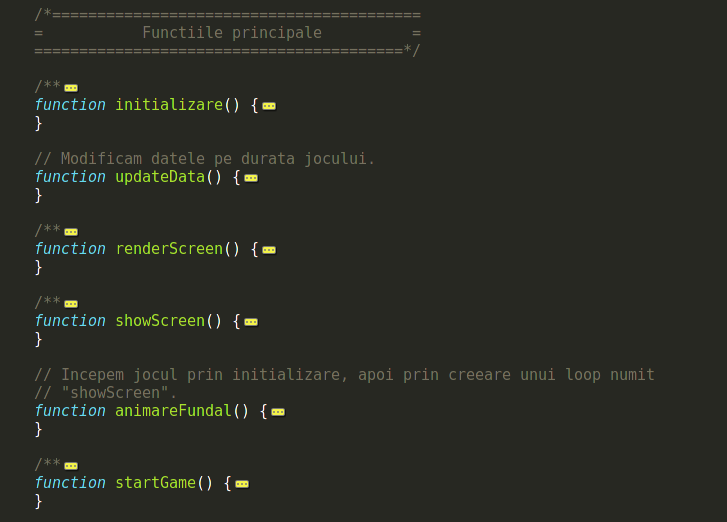 /*=========================================
=           Functiile principale          =
=========================================*/
/**
function initializare() {
}
// Modificam datele pe durata jocului.
function updateData() {
}
/**
function renderScreen() {
}
/**
function showScreen() {
}
// Incepem jocul prin initializare, apoi prin creeare unui loop numit
// "showScreen".
function animareFundal() {
}
/**
function startGame() {
}